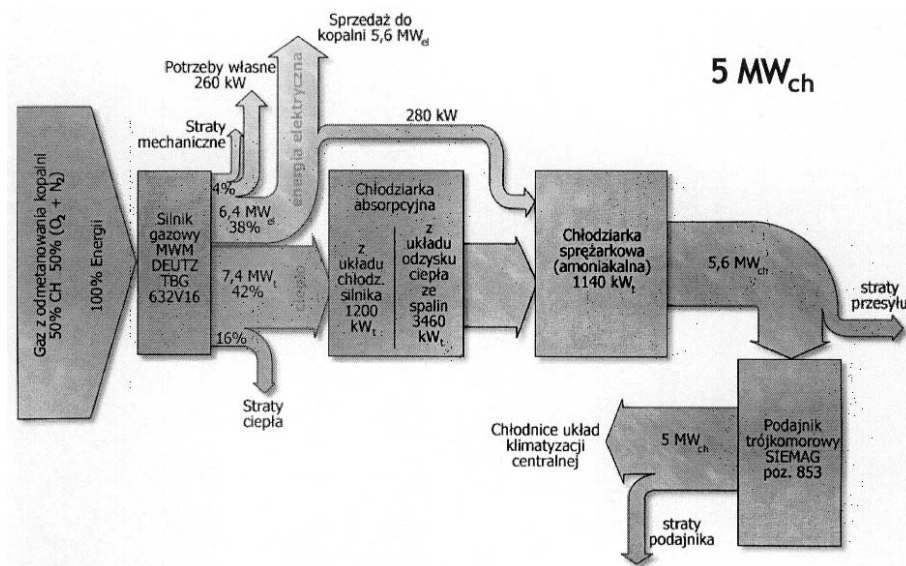 Sprzedaż do
kopalni 5,6 MWel
5 MWch
Potrzeby własne
260 kW
Straty
mechaniczne
energia elektryczna
280 kW
Gaz z odmetanowania kopalni
50% CH 50% (O2 + N2)
100% Energii
4%
Silnik
gazowy
MWM
DEUTZ
TBG
632V16
6,4 MWel
38%
7,4 MWt
42%
ciepło
16%
Straty
ciepła
Chłodziarka
absorpcyjna
z
układu
chłodz.
silnika
1200
kWt
z
układu
odzysku
ciepła
ze
spalin
3460
kWt
Chłodziarka
sprężarkowa
(amoniakalna)
1140 kWt
5,6 MWch
straty
przesyłu
Podajnik
trójkomorowy
SIEMAG
poz. 853
5 MWch
Chłodnice układ
klimatyzacji
centralnej
straty
podajnika